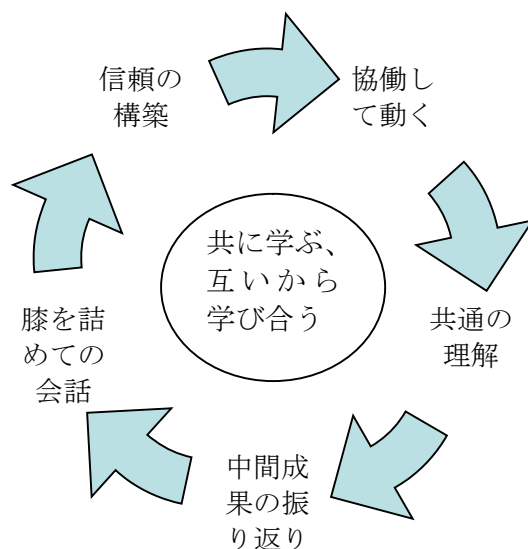 信頼の
構築
協働し
て動く
共に学ぶ、
互いから
学び合う
共通の
理解
中間成
果の振
り返り
膝を詰
めての
会話